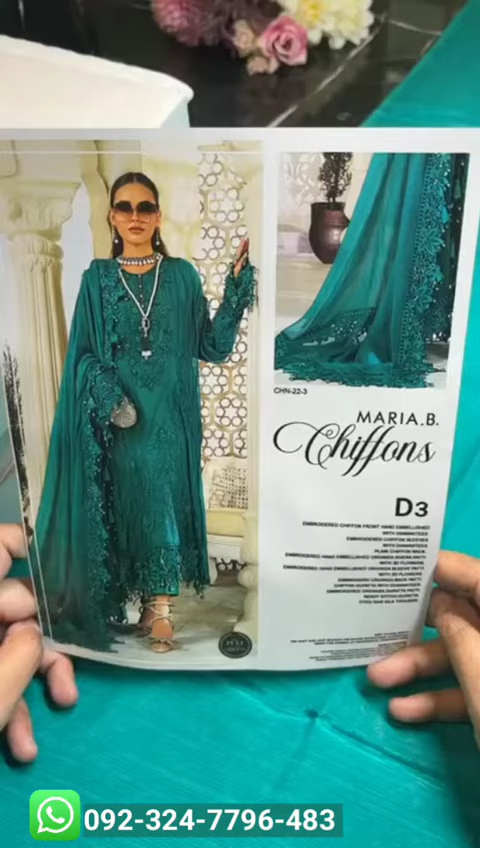 CHN-22-3
MARIA.B.
Chiffons
D3
EMBROIDERED CHIFFON FRONT HAND EMBELLISHED
WITH DIAMANTEES
EMBROIDERED CHIFFON SLEEVES
WITH DIAMANTEES
PLAIN CHIFFON BACK.
EMBROIDERED HAND EMBELLISHED ORGANZA GHERA PATTI
WITH 3D FLOWERS.
EMBROIDERED HAND EMBELLISHED ORGANZA SLEEVE PATTI
WITH 3D FLOWERS
EMBROIDERED ORGANZA BACK PATTI
CHIFFON DUPATTA WITH DIAMANTEES
EMBROIDERED ORGANZA DUPATTA PATTI
READY STITCH DUPATTA
DYED RAW SILK TROUSER.
092-324-7796-483